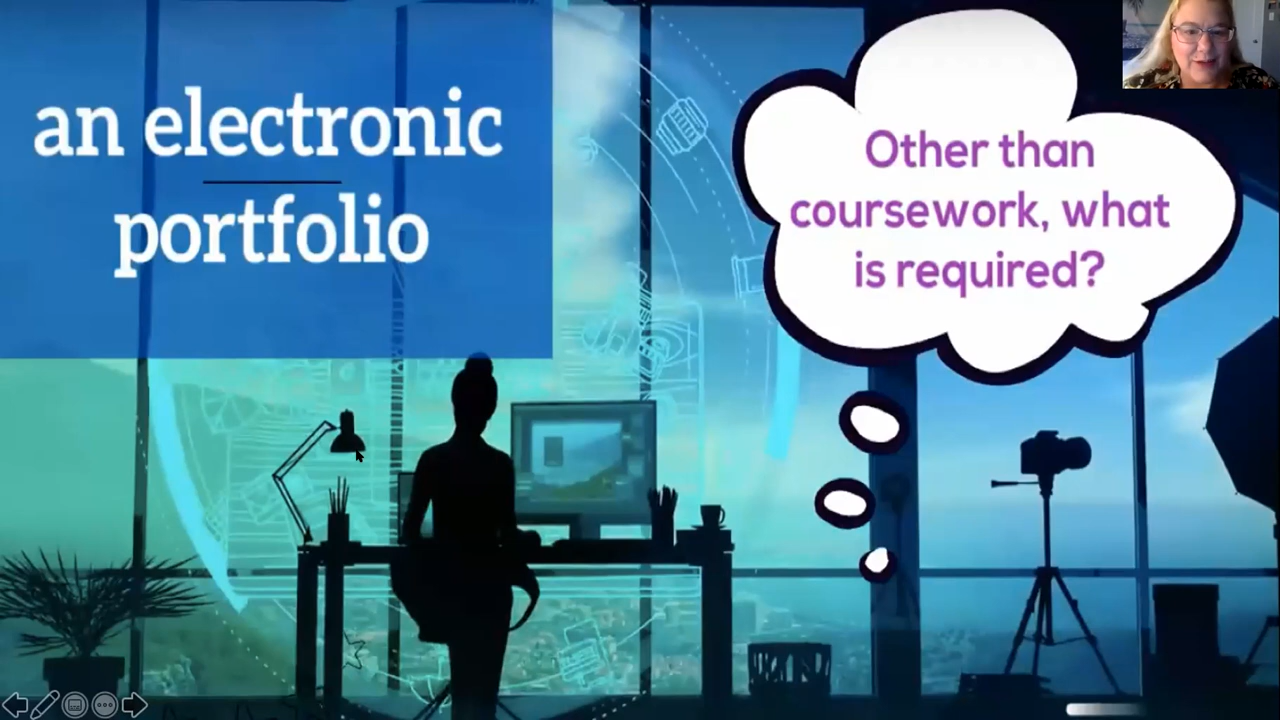 an electronic
portfolio
Other than
coursework, what
is required?